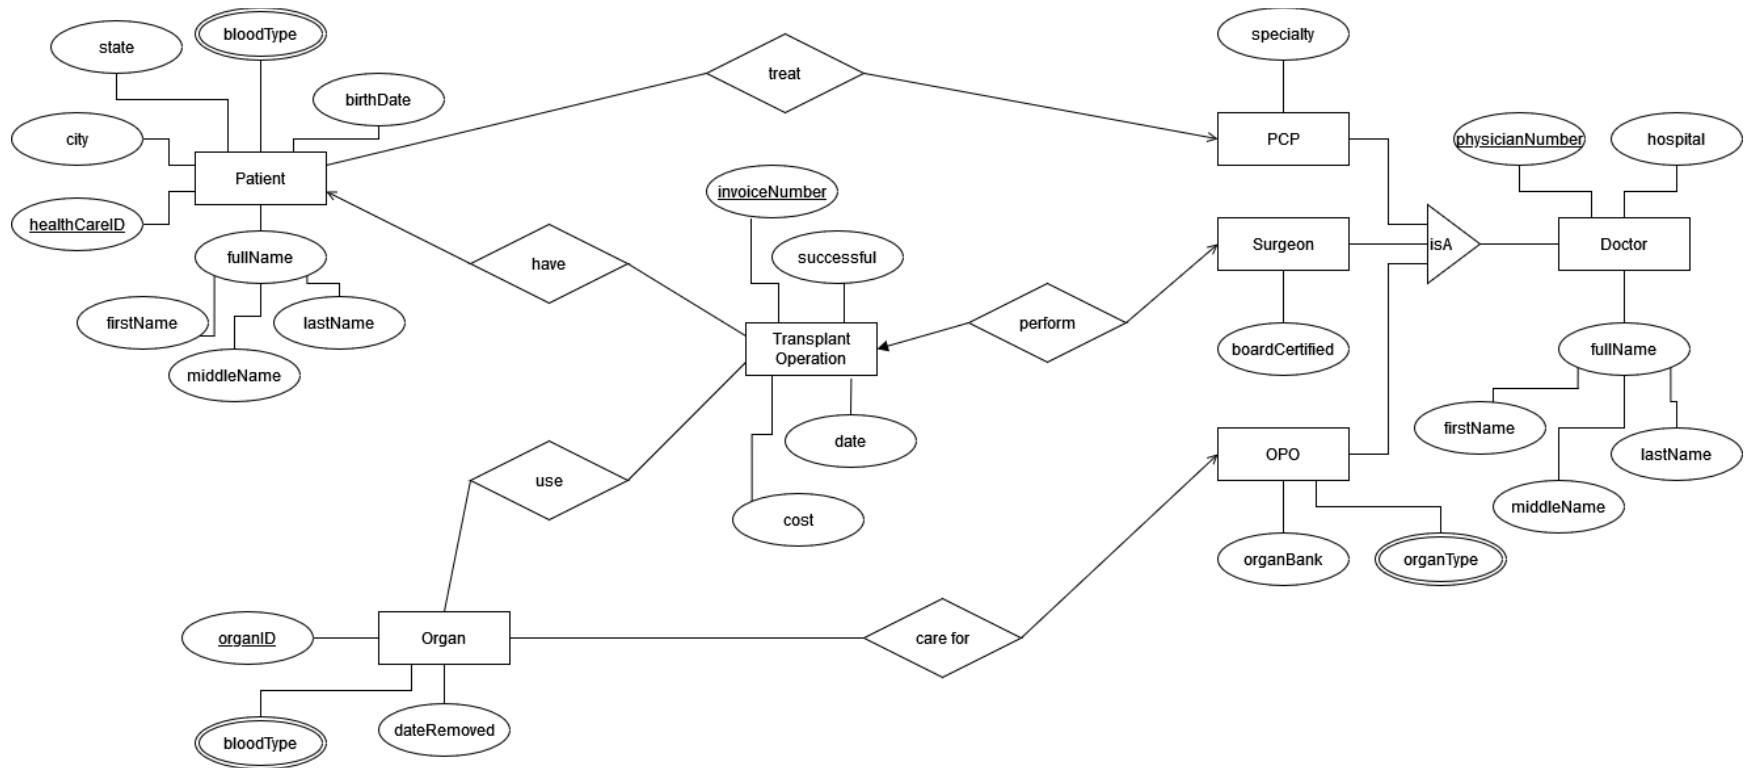 state
bloodType
specialty
treat
birthDate
city
PCP
physicianNumber
hospital
Patient
invoiceNumber
healthCareID
fullName
have
successful
Surgeon
isA
Doctor
firstName
lastName
middleName
Transplant
Operation
perform
boardCertified
fullName
firstName
lastName
middleName
date
use
cost
OPO
organBank
organType
organID
Organ
care for
bloodType
dateRemoved